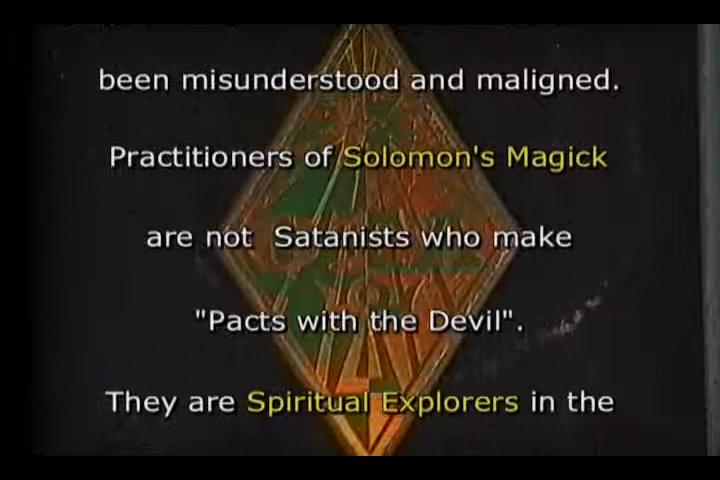 been misunderstood and maligned.
Practitioners of Solomon's Magick
are not Satanists who make
"Pacts with the Devil".
They are Spiritual Explorers in the